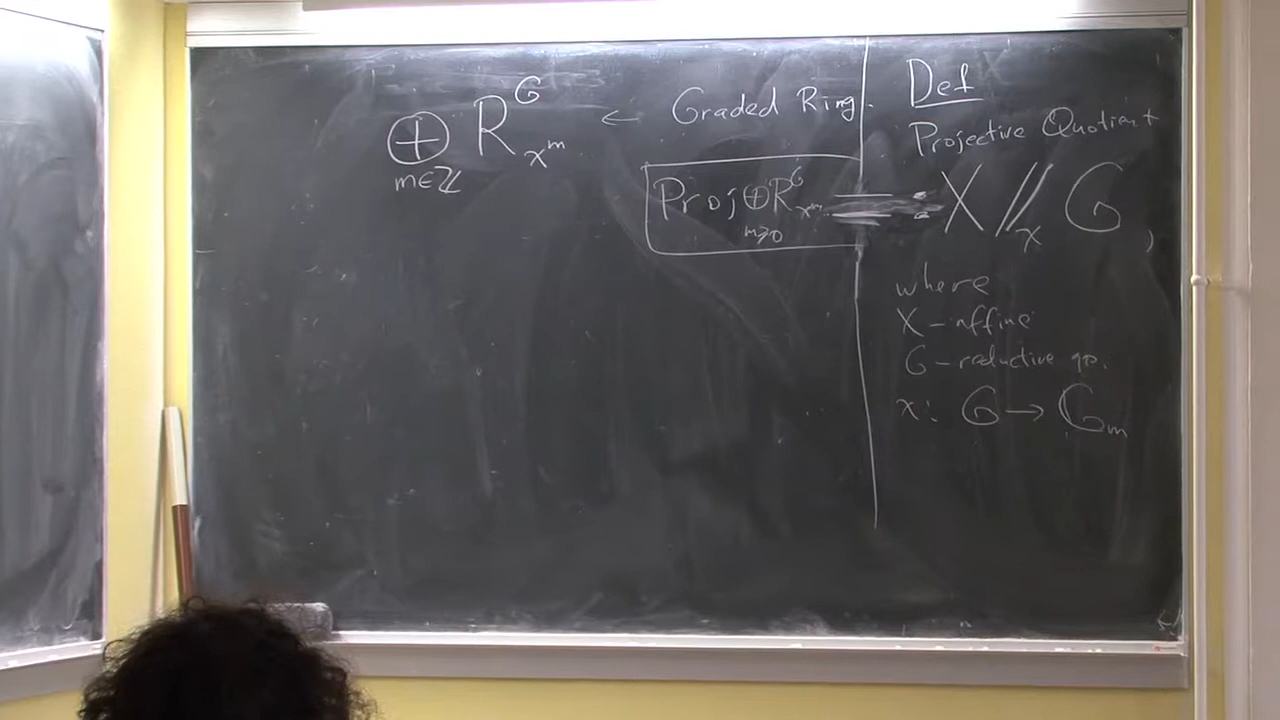 ⊕ R^G_{χ^m} ← Graded Ring.
m∈ℤ
Proj ⊕ R^G_{χ^m}
m≥0
Def
Projective Quotient
=: X //_χ G ,
where
X – affine
G – reductive gp.
χ: G → 𝔾_m